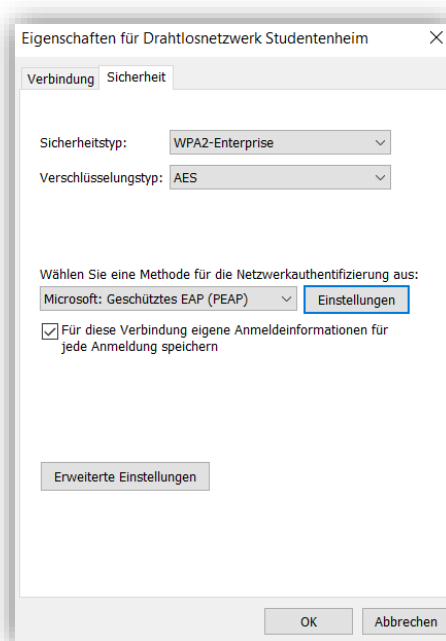 Eigenschaften für Drahtlosnetzwerk Studentenheim
Verbindung Sicherheit
Sicherheitstyp: WPA2-Enterprise
Verschlüsselungstyp: AES
Wählen Sie eine Methode für die Netzwerkauthentifizierung aus:
Microsoft: Geschütztes EAP (PEAP) Einstellungen
Für diese Verbindung eigene Anmeldeinformationen für
jede Anmeldung speichern
Erweiterte Einstellungen
OK Abbrechen